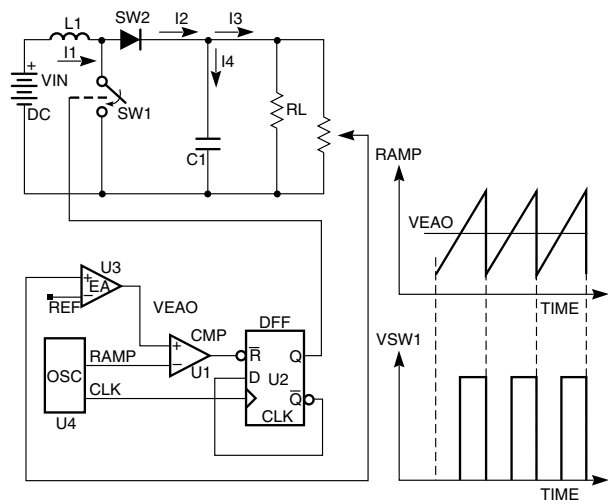 L1
SW2
I2
I3
I1
I4
+
VIN
DC
SW1
RL
C1
RAMP
VEAO
TIME
U3
+
EA
–
REF
VEAO
CMP
+
–
U1
DFF
R
Q
D
U2
Q
CLK
OSC
RAMP
CLK
U4
VSW1
TIME